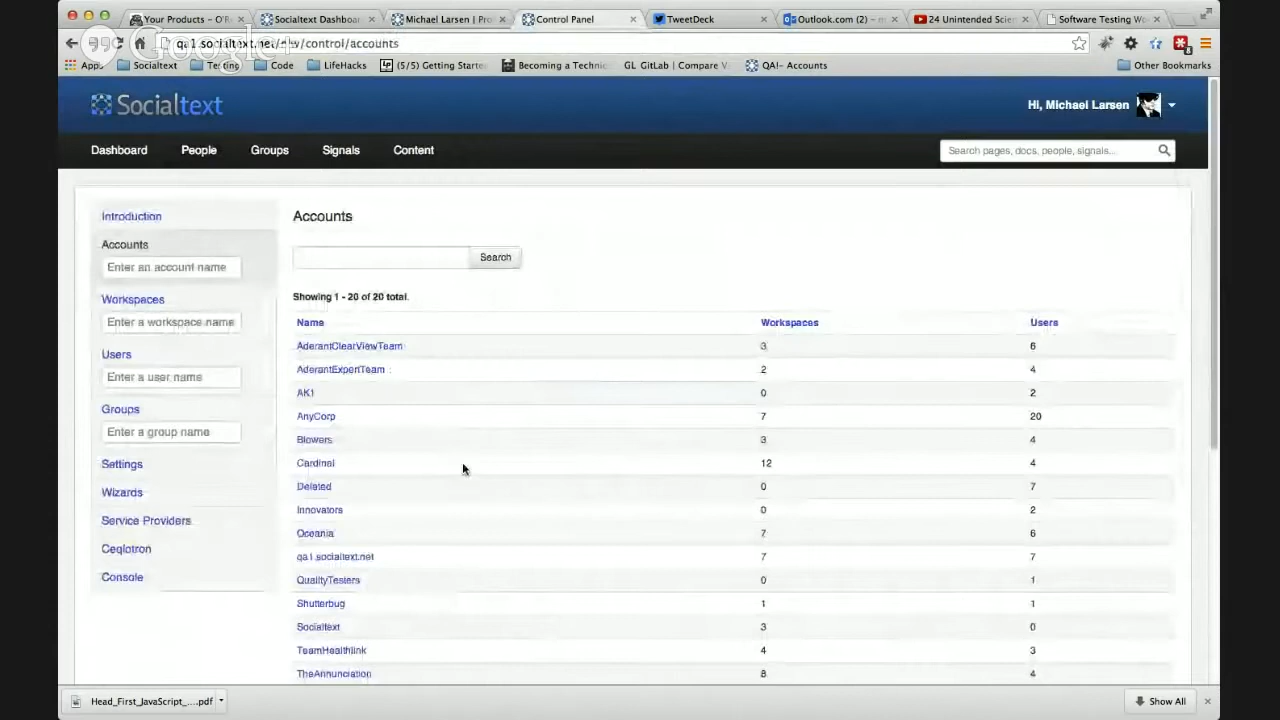 Your Products – O'Re
Socialtext Dashboar
Michael Larsen | Pro
Control Panel
TweetDeck
Outlook.com (2) – m
24 Unintended Scien
Software Testing Wo
Google+
control/accounts
Apps
Socialtext
Testing
Code
LifeHacks
(5/5) Getting Starte
Becoming a Technic
GL GitLab | Compare V
QAI- Accounts
Other Bookmarks
Socialtext
Hi, Michael Larsen
Dashboard
People
Groups
Signals
Content
Search pages, docs, people, signals...
Introduction
Accounts
Enter an account name
Workspaces
Enter a workspace name
Users
Enter a user name
Groups
Enter a group name
Settings
Wizards
Service Providers
Ceqlotron
Console
Accounts
Search
Showing 1 - 20 of 20 total.
Name Workspaces Users
AderantClearViewTeam 3 6
AderantExpertTeam 2 4
AK1 0 2
AnyCorp 7 20
Blowers 3 4
Cardinal 12 4
Deleted 0 7
Innovators 0 2
Oceania 7 6
qa1.socialtext.net 7 7
QualityTesters 0 1
Shutterbug 1 1
Socialtext 3 0
TeamHealthlink 4 3
TheAnnunciation 8 4
Head_First_JavaScript_....pdf
Show All